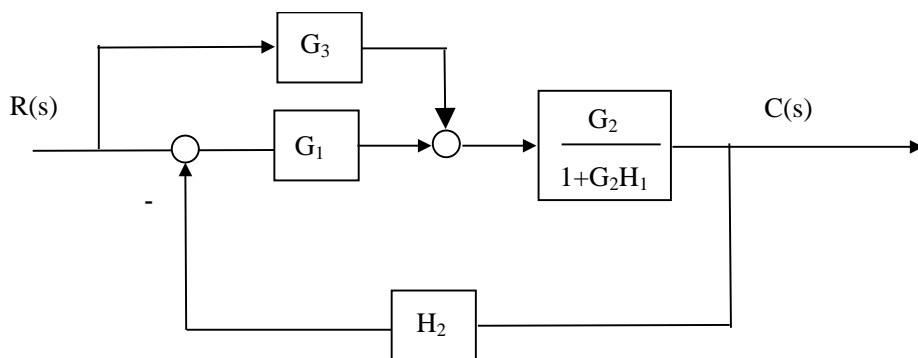 G₃
R(s)
C(s)
G₁
G₂
1+G₂H₁
-
H₂